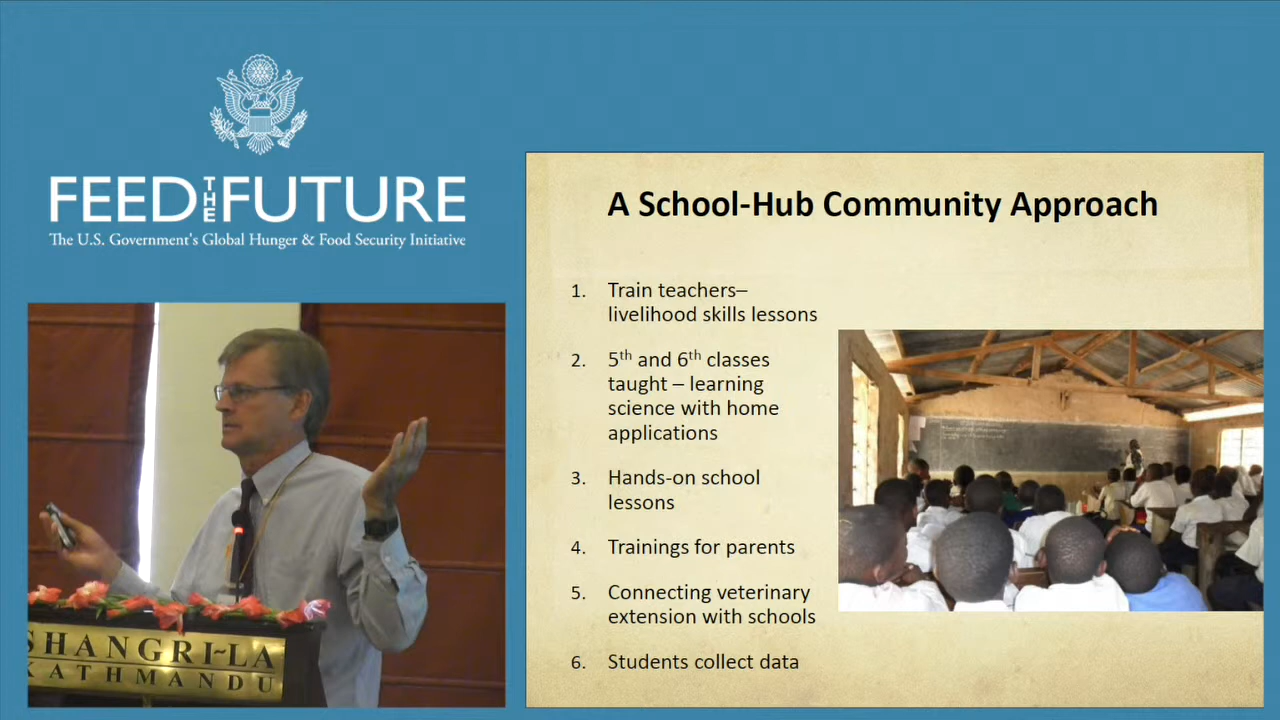 FEED THE FUTURE
The U.S. Government's Global Hunger & Food Security Initiative
SHANGRI~LA
KATHMANDU
A School-Hub Community Approach
1. Train teachers–
livelihood skills lessons
2. 5th and 6th classes
taught – learning
science with home
applications
3. Hands-on school
lessons
4. Trainings for parents
5. Connecting veterinary
extension with schools
6. Students collect data